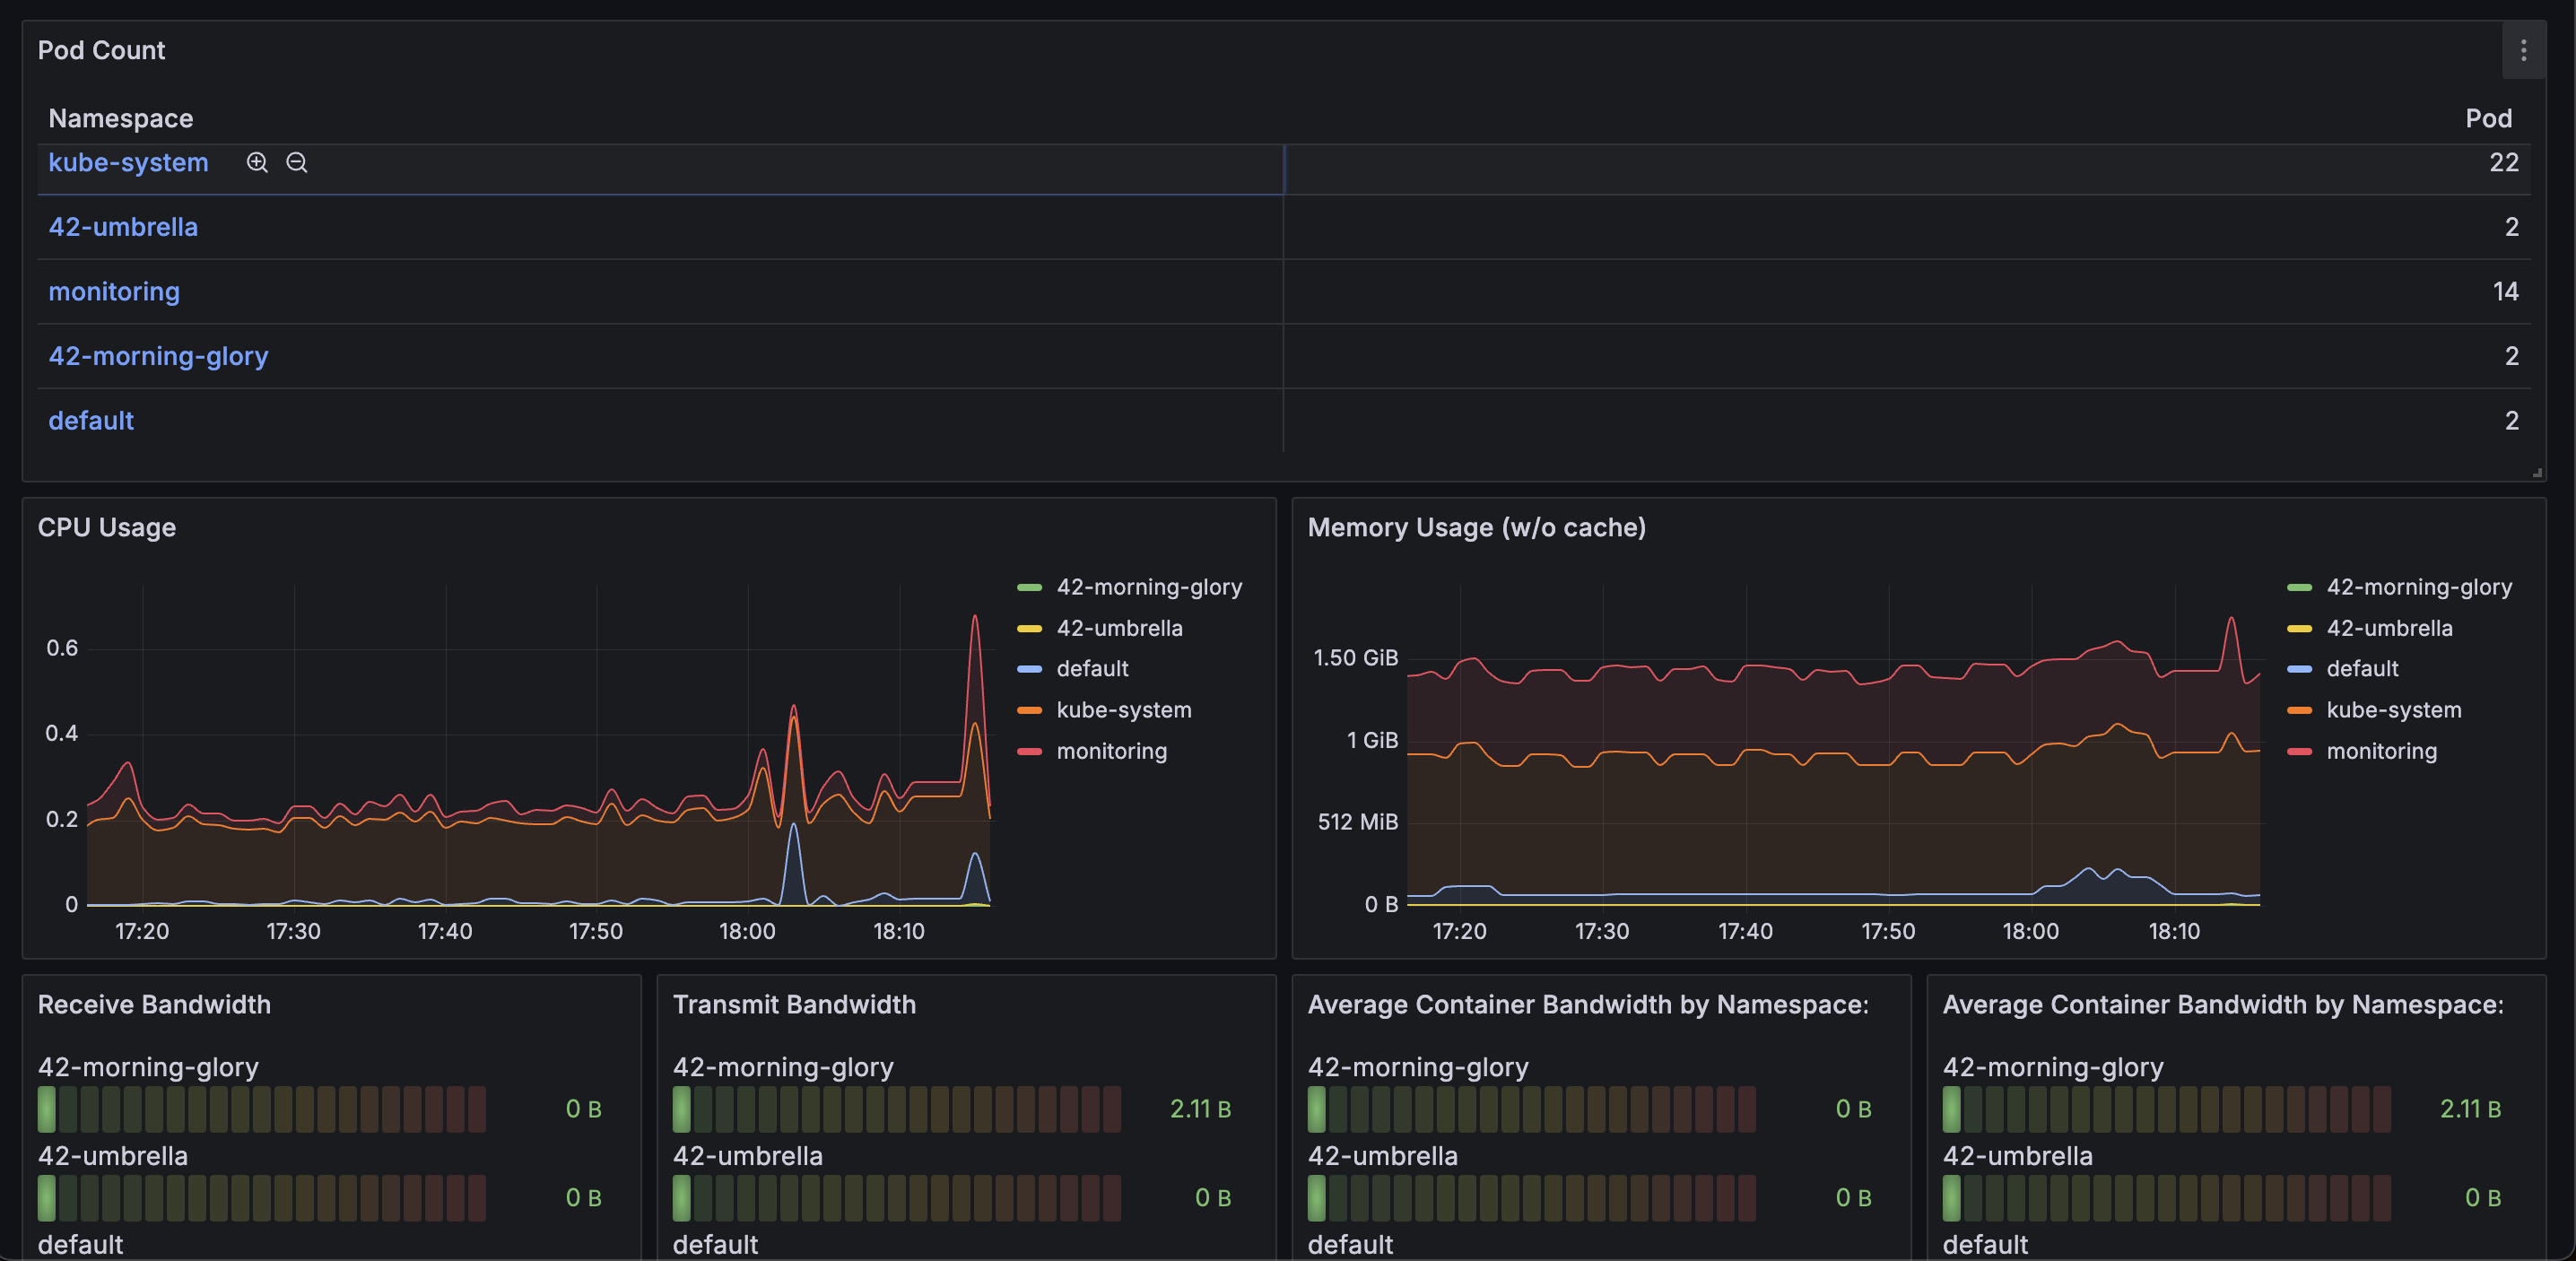 Pod Count
Namespace Pod
kube-system 22
42-umbrella 2
monitoring 14
42-morning-glory 2
default 2
CPU Usage
0.6
0.4
0.2
0
17:20 17:30 17:40 17:50 18:00 18:10
42-morning-glory
42-umbrella
default
kube-system
monitoring
Memory Usage (w/o cache)
1.50 GiB
1 GiB
512 MiB
0 B
17:20 17:30 17:40 17:50 18:00 18:10
42-morning-glory
42-umbrella
default
kube-system
monitoring
Receive Bandwidth
42-morning-glory
0 B
42-umbrella
0 B
default
Transmit Bandwidth
42-morning-glory
2.11 B
42-umbrella
0 B
default
Average Container Bandwidth by Namespace:
42-morning-glory
0 B
42-umbrella
0 B
default
Average Container Bandwidth by Namespace:
42-morning-glory
2.11 B
42-umbrella
0 B
default